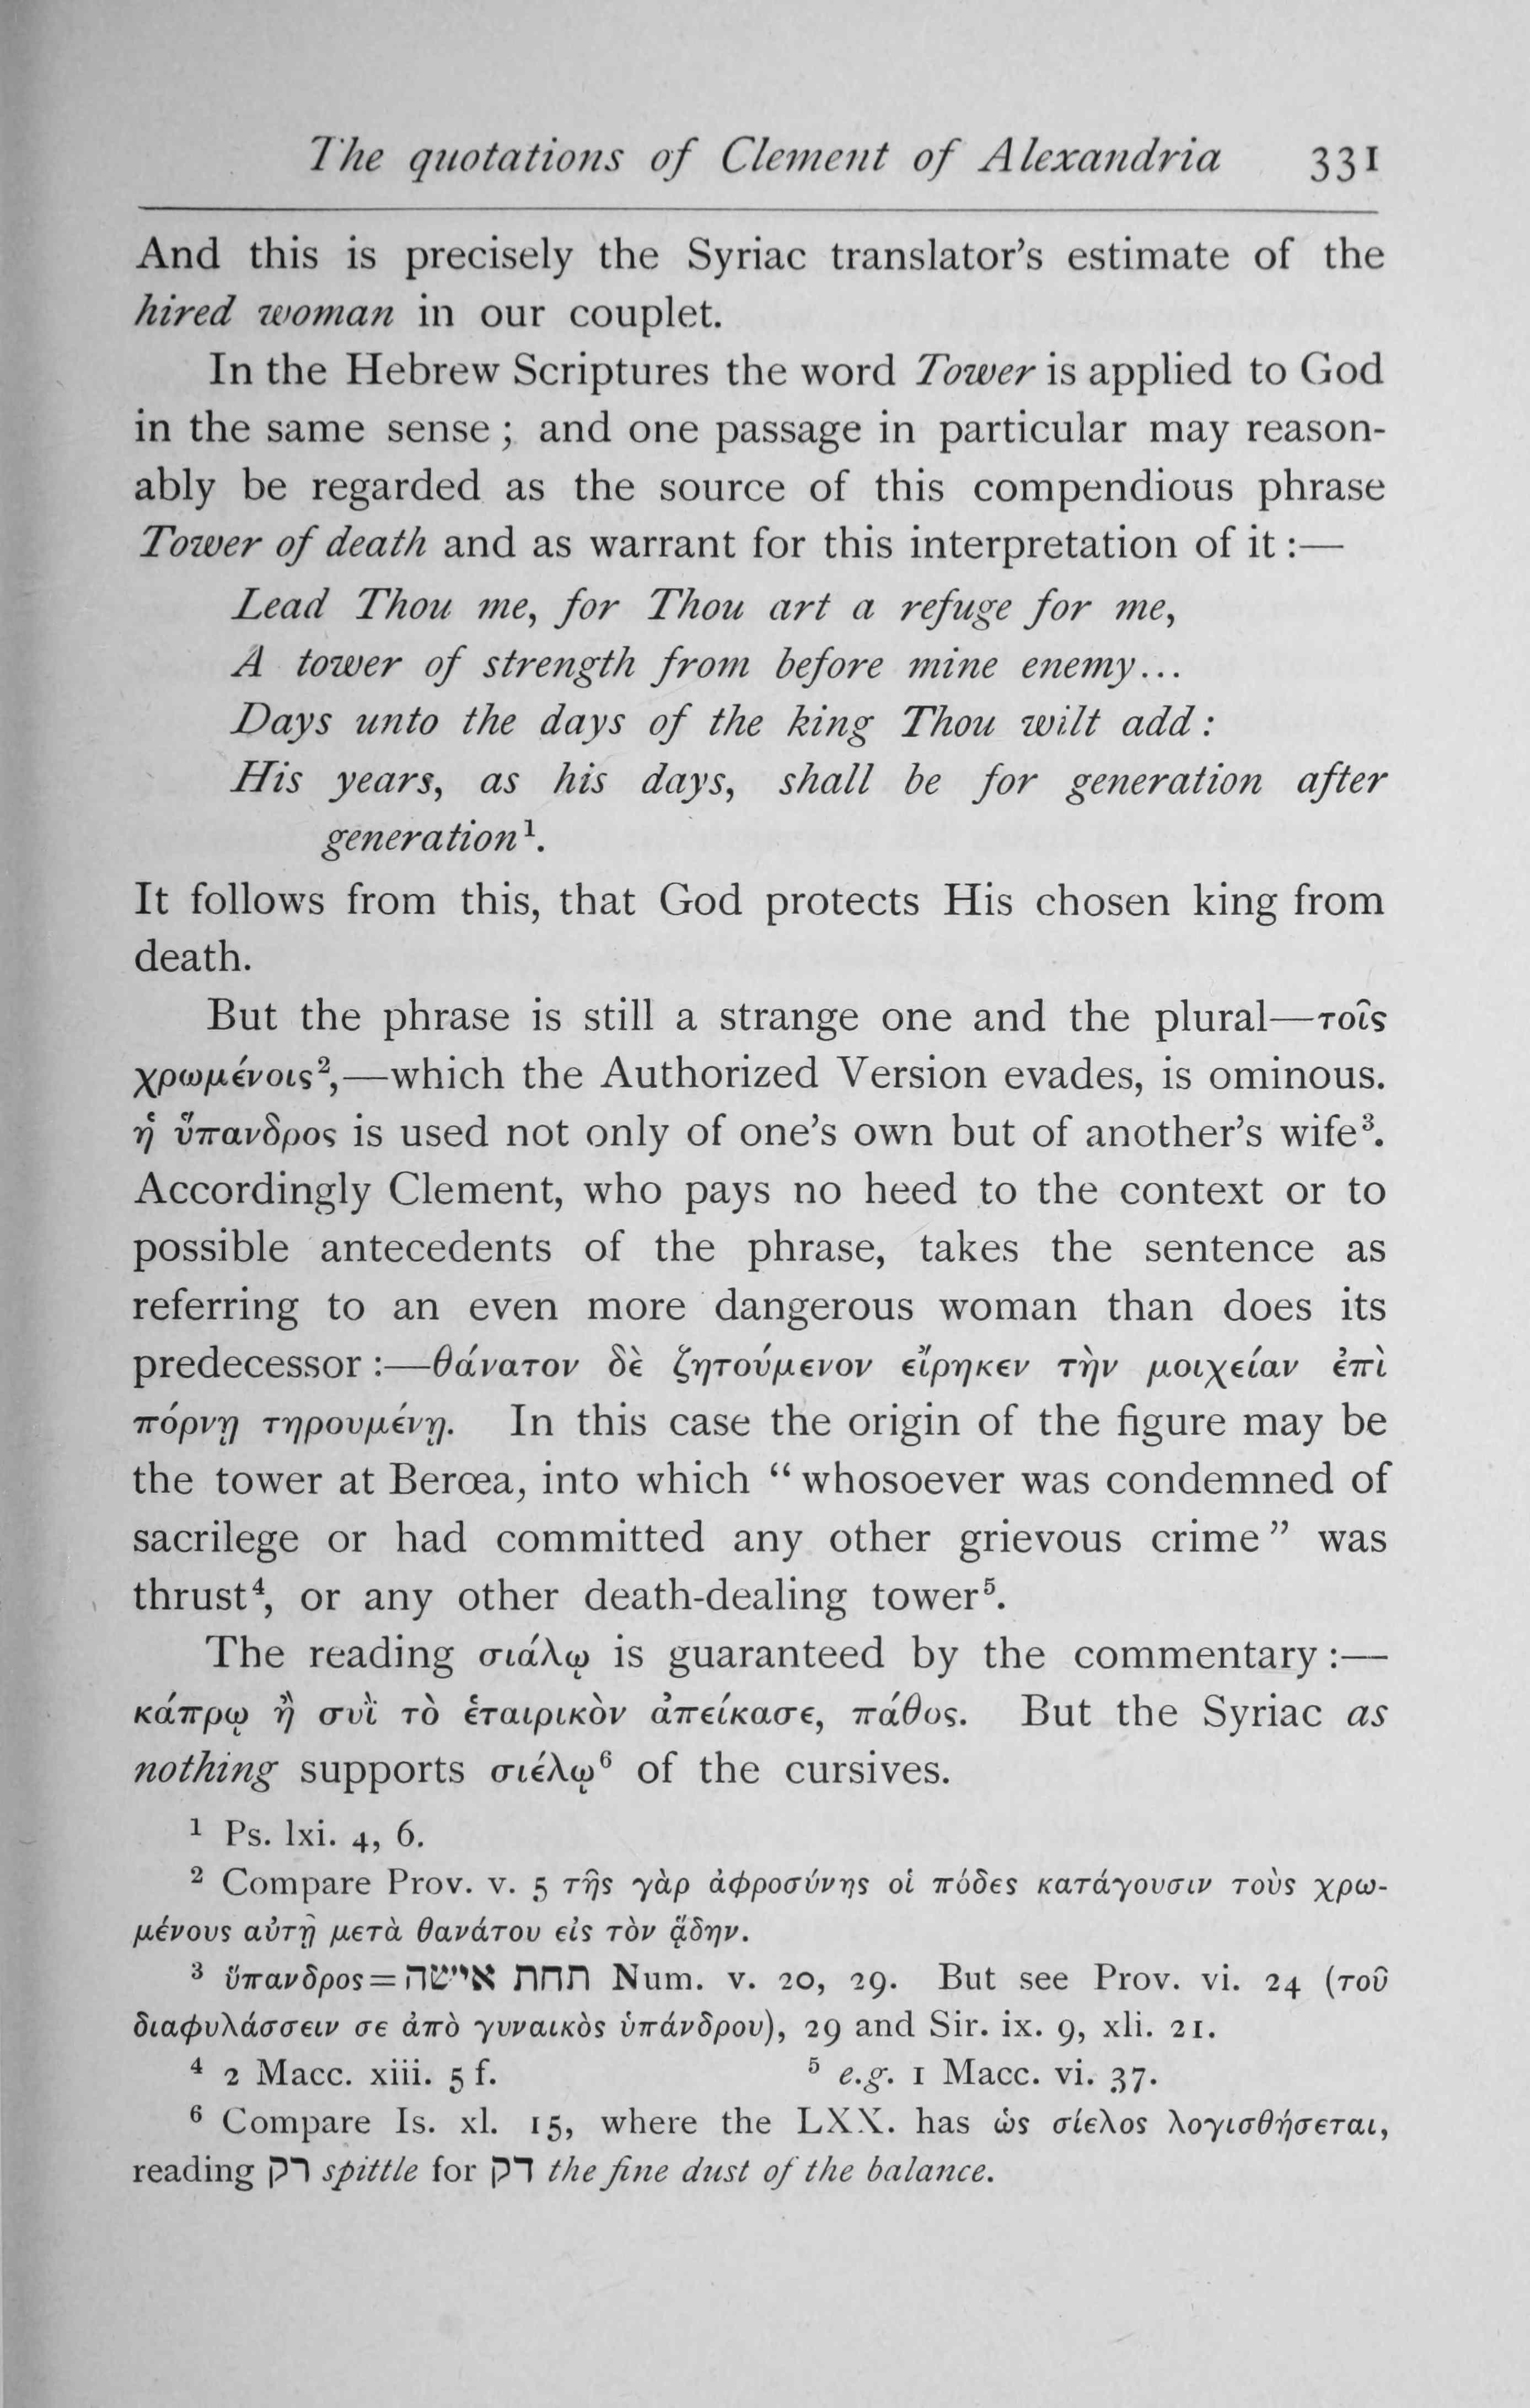 The quotations of Clement of Alexandria 331
And this is precisely the Syriac translator’s estimate of the
hired woman in our couplet.
In the Hebrew Scriptures the word Tower is applied to God
in the same sense ; and one passage in particular may reason-
ably be regarded as the source of this compendious phrase
Tower of death and as warrant for this interpretation of it :—
Lead Thou me, for Thou art a refuge for me,
A tower of strength from before mine enemy...
Days unto the days of the king Thou wilt add :
His years, as his days, shall be for generation after
generation¹.
It follows from this, that God protects His chosen king from
death.
But the phrase is still a strange one and the plural—τοῖς
χρωμένοις²,—which the Authorized Version evades, is ominous.
ἡ ὕπανδρος is used not only of one’s own but of another’s wife³.
Accordingly Clement, who pays no heed to the context or to
possible antecedents of the phrase, takes the sentence as
referring to an even more dangerous woman than does its
predecessor :—θάνατον δὲ ζητούμενον εἴρηκεν τὴν μοιχείαν ἐπὶ
πόρνῃ τηρουμένῃ. In this case the origin of the figure may be
the tower at Berœa, into which “ whosoever was condemned of
sacrilege or had committed any other grievous crime ” was
thrust⁴, or any other death-dealing tower⁵.
The reading σιάλῳ is guaranteed by the commentary :—
κάπρῳ ἢ συῒ τὸ ἑταιρικὸν ἀπείκασε, πάθος. But the Syriac as
nothing supports σιέλῳ⁶ of the cursives.
¹ Ps. lxi. 4, 6.
² Compare Prov. v. 5 τῆς γὰρ ἀφροσύνης οἱ πόδες κατάγουσιν τοὺς χρω-
μένους αὐτῇ μετὰ θανάτου εἰς τὸν ᾅδην.
³ ὕπανδρος = תחת אײשה Num. v. 20, 29. But see Prov. vi. 24 (τοῦ
διαφυλάσσειν σε ἀπὸ γυναικὸς ὑπάνδρου), 29 and Sir. ix. 9, xli. 21.
⁴ 2 Macc. xiii. 5 f. ⁵ e.g. 1 Macc. vi. 37.
⁶ Compare Is. xl. 15, where the LXX. has ὡς σίελος λογισθήσεται,
reading רק spittle for דק the fine dust of the balance.